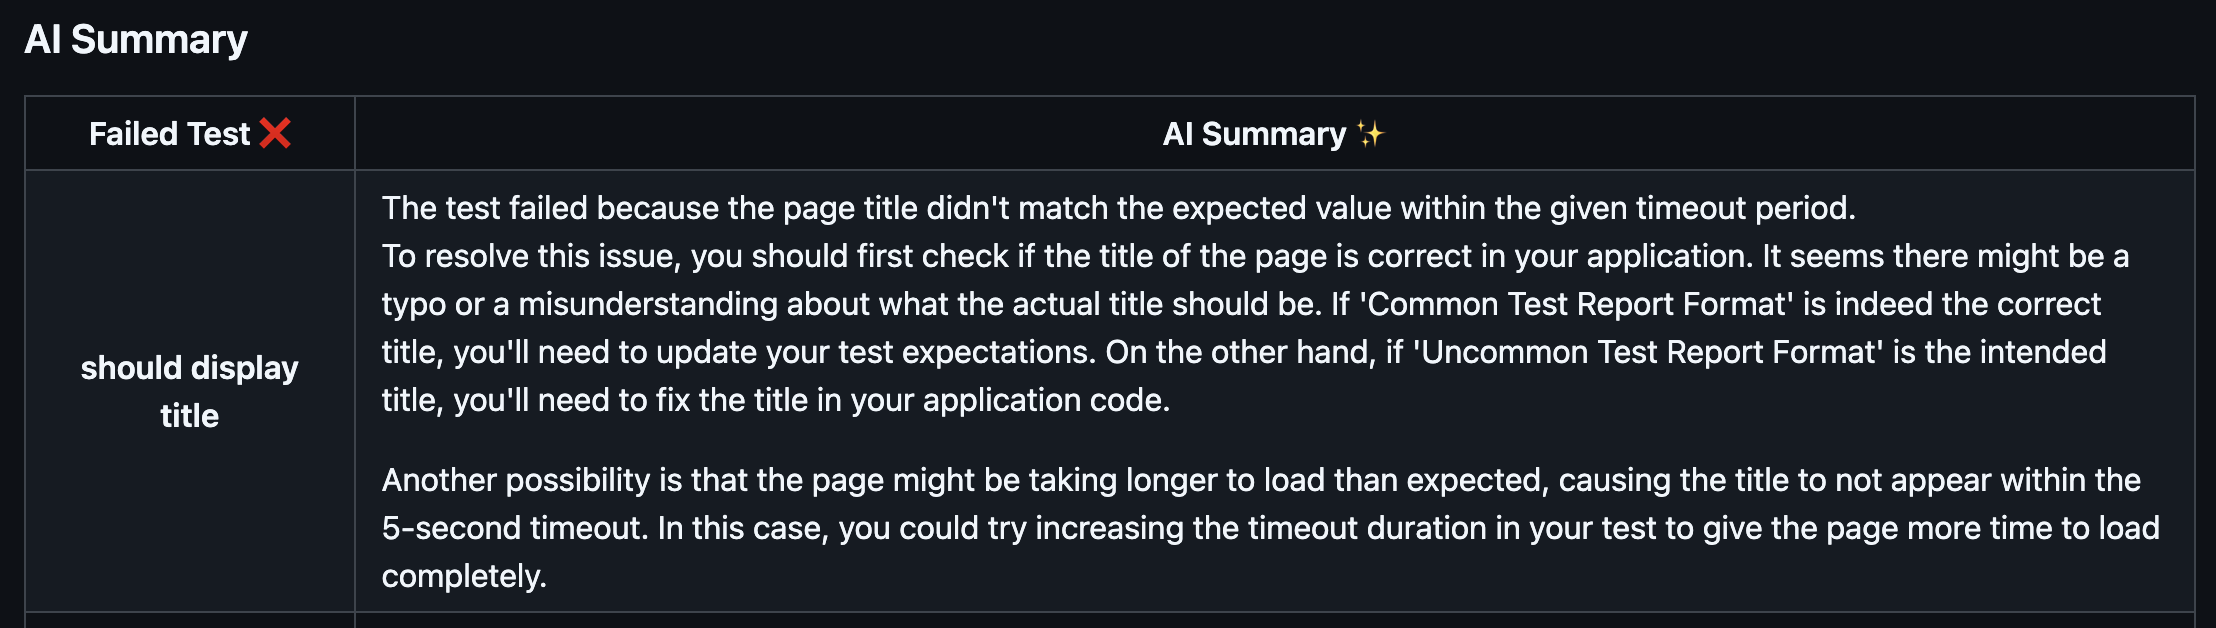 AI Summary
Failed Test ❌
AI Summary ✨
should display
title
The test failed because the page title didn't match the expected value within the given timeout period.
To resolve this issue, you should first check if the title of the page is correct in your application. It seems there might be a
typo or a misunderstanding about what the actual title should be. If 'Common Test Report Format' is indeed the correct
title, you'll need to update your test expectations. On the other hand, if 'Uncommon Test Report Format' is the intended
title, you'll need to fix the title in your application code.
Another possibility is that the page might be taking longer to load than expected, causing the title to not appear within the
5-second timeout. In this case, you could try increasing the timeout duration in your test to give the page more time to load
completely.